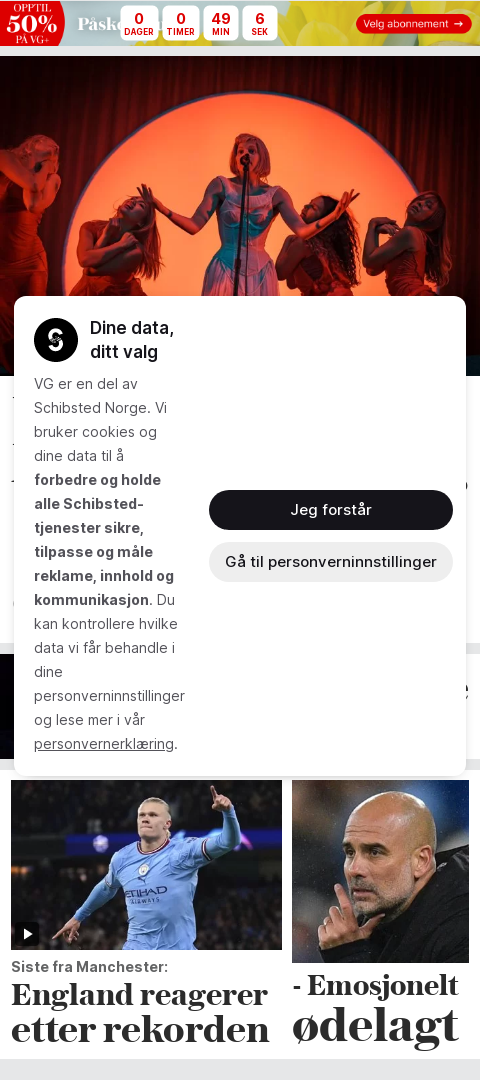 OPPTIL
50%
PÅ VG+
0
DAGER
0
TIMER
49
MIN
6
SEK
Velg abonnement →
Dine data,
ditt valg
VG er en del av
Schibsted Norge. Vi
bruker cookies og
dine data til å
forbedre og holde
alle Schibsted-
tjenester sikre,
tilpasse og måle
reklame, innhold og
kommunikasjon. Du
kan kontrollere hvilke
data vi får behandle i
dine
personverninnstillinger
og lese mer i vår
personvernerklæring.
Jeg forstår
Gå til personverninnstillinger
ETIHAD
AIRWAYS
Siste fra Manchester:
England reagerer
etter rekorden
- Emosjonelt
ødelagt